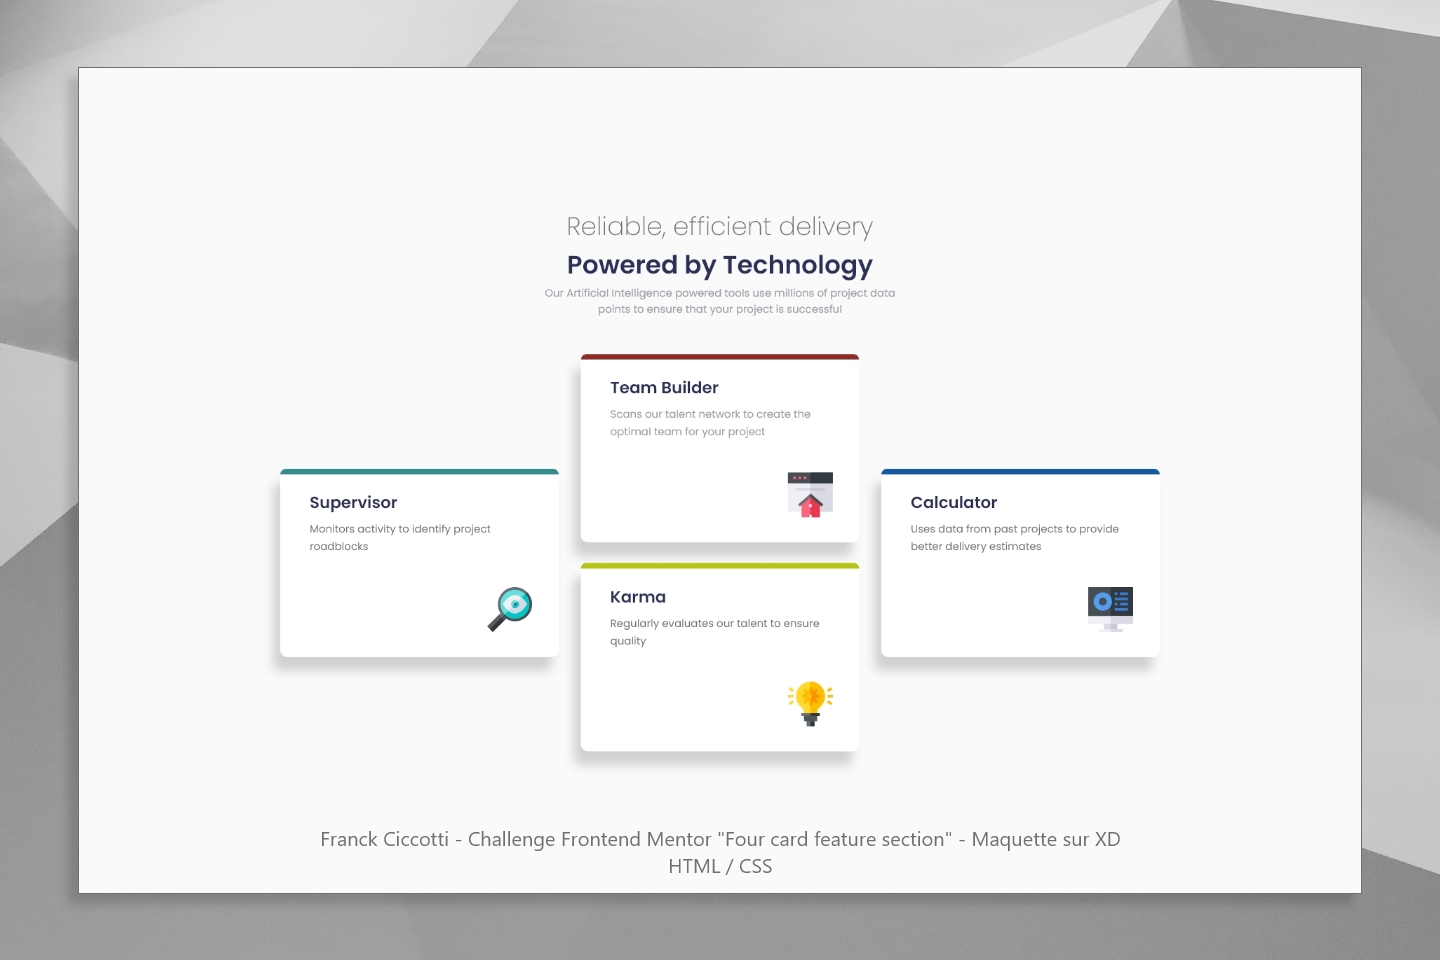 Reliable, efficient delivery
Powered by Technology
Our Artificial Intelligence powered tools use millions of project data
points to ensure that your project is successful
Team Builder
Scans our talent network to create the
optimal team for your project
Supervisor
Monitors activity to identify project
roadblocks
Calculator
Uses data from past projects to provide
better delivery estimates
Karma
Regularly evaluates our talent to ensure
quality
Franck Ciccotti - Challenge Frontend Mentor "Four card feature section" - Maquette sur XD
HTML / CSS